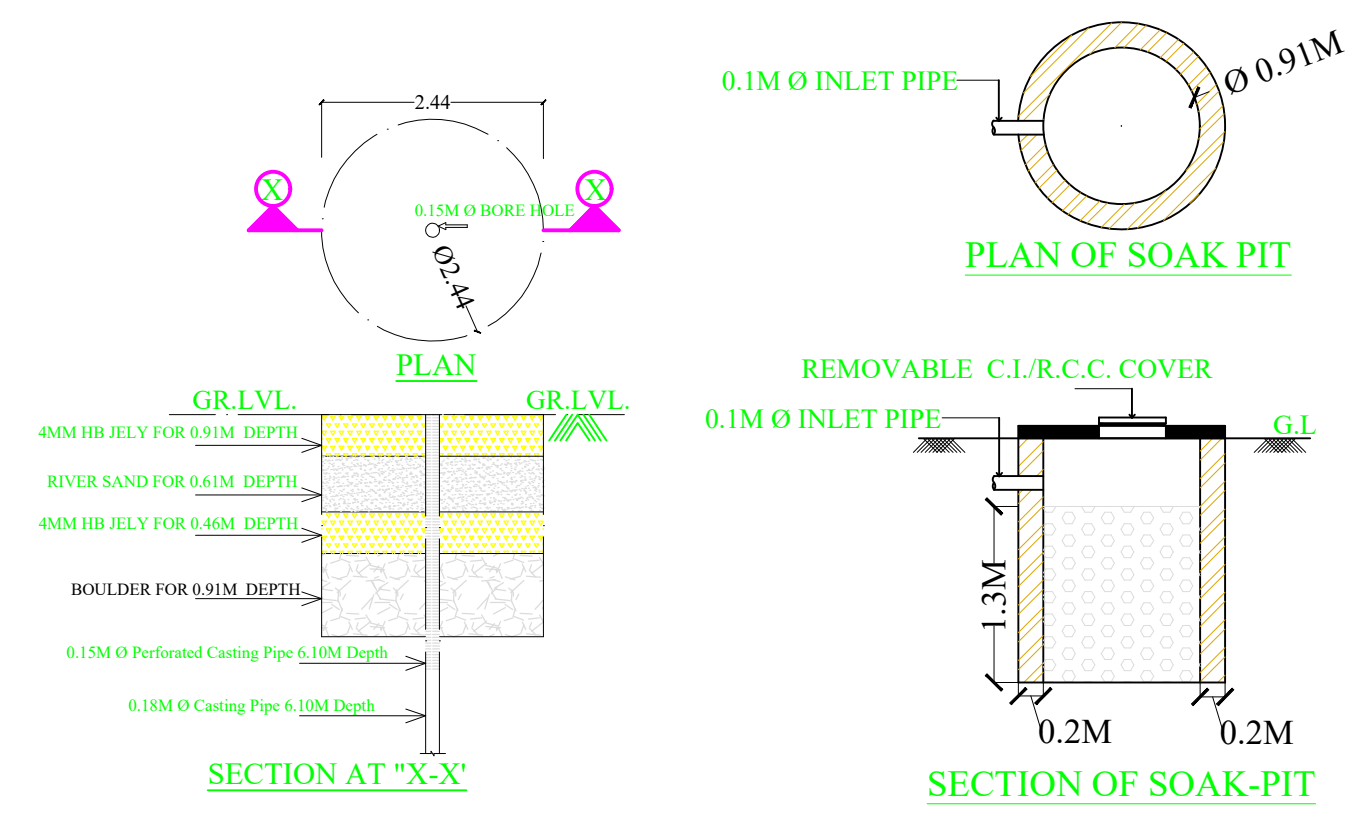 2.44
X
X
0.15M Ø BORE HOLE
Ø2.44
PLAN
GR.LVL.
GR.LVL.
4MM HB JELY FOR 0.91M DEPTH
RIVER SAND FOR 0.61M DEPTH
4MM HB JELY FOR 0.46M DEPTH
BOULDER FOR 0.91M DEPTH
0.15M Ø Perforated Casting Pipe 6.10M Depth
0.18M Ø Casting Pipe 6.10M Depth
SECTION AT "X-X'
0.1M Ø INLET PIPE
Ø 0.91M
PLAN OF SOAK PIT
REMOVABLE C.I./R.C.C. COVER
0.1M Ø INLET PIPE
G.L
1.3M
0.2M
0.2M
SECTION OF SOAK-PIT